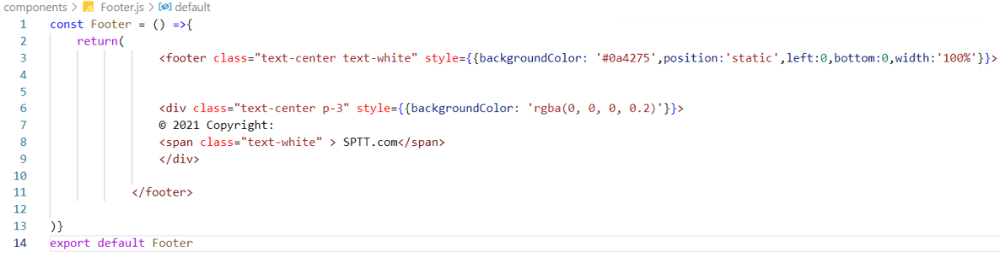 components > JS Footer.js > default
1 const Footer = () =>{
2 return(
3 <footer class="text-center text-white" style={{backgroundColor: '#0a4275',position:'static',left:0,bottom:0,width:'100%'}}>
4
5
6 <div class="text-center p-3" style={{backgroundColor: 'rgba(0, 0, 0, 0.2)'}}>
7 © 2021 Copyright:
8 <span class="text-white" > SPTT.com</span>
9 </div>
10
11 </footer>
12
13 )}
14 export default Footer